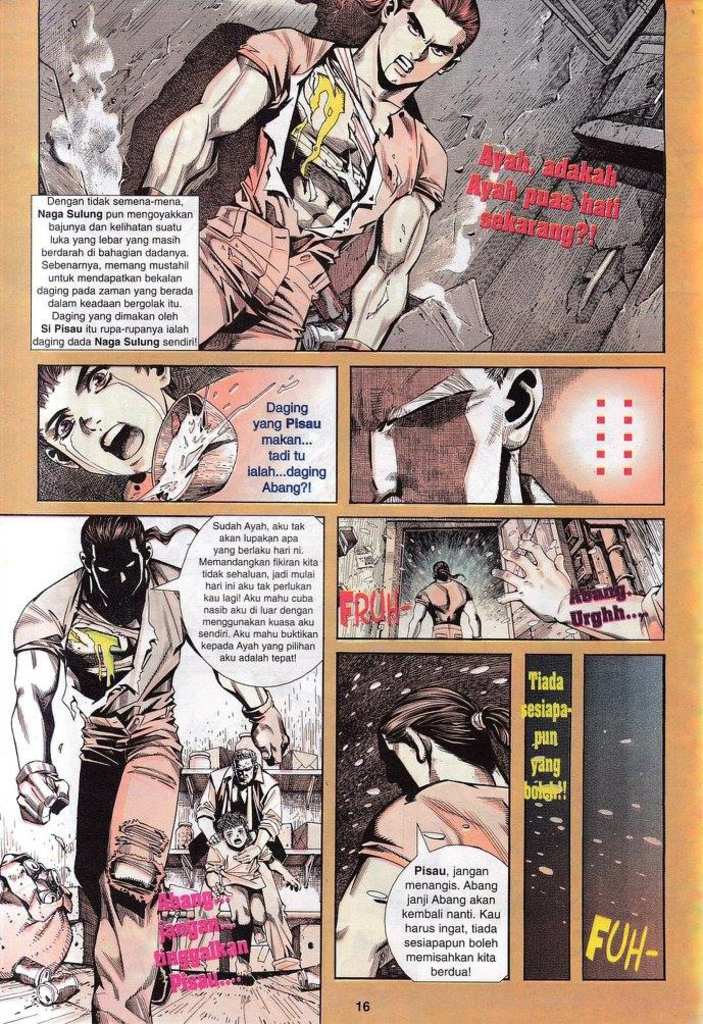 Ayah, adakah
Ayah puas hati
sekarang?!
Dengan tidak semena-mena,
Naga Sulung pun mengoyakkan
bajunya dan kelihatan suatu
luka yang lebar yang masih
berdarah di bahagian dadanya.
Sebenarnya, memang mustahil
untuk mendapatkan bekalan
daging pada zaman yang berada
dalam keadaan bergolak itu.
Daging yang dimakan oleh
Si Pisau itu rupa-rupanya ialah
daging dada Naga Sulung sendiri!
Daging
yang Pisau
makan...
tadi tu
ialah...daging
Abang?!
Sudah Ayah, aku tak
akan lupakan apa
yang berlaku hari ni.
Memandangkan fikiran kita
tidak sehaluan, jadi mulai
hari ini aku tak perlukan
kau lagi! Aku mahu cuba
nasib aku di luar dengan
menggunakan kuasa aku
sendiri. Aku mahu buktikan
kepada Ayah yang pilihan
aku adalah tepat!
Abang...
jangan
tinggalkan
Pisau....
FRUH-
Abang..
Urghh....
Pisau, jangan
menangis. Abang
janji Abang akan
kembali nanti. Kau
harus ingat, tiada
sesiapapun boleh
memisahkan kita
berdua!
Tiada
sesiapa-
pun
yang
boleh!!
FUH-
16